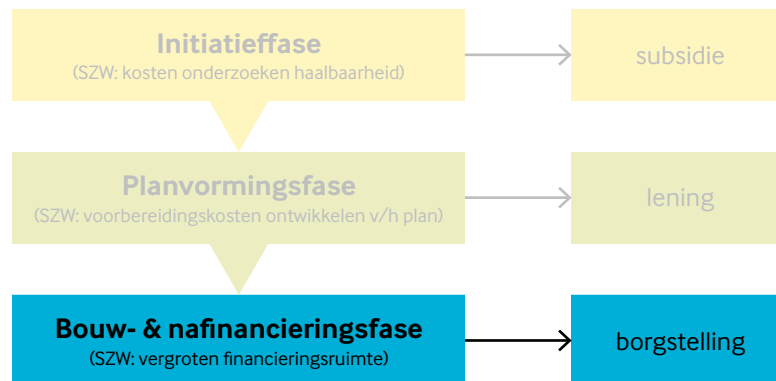 Initiatieffase
(SZW: kosten onderzoeken haalbaarheid)
subsidie
Planvormingsfase
(SZW: voorbereidingskosten ontwikkelen v/h plan)
lening
Bouw- & nafinancieringsfase
(SZW: vergroten financieringsruimte)
borgstelling